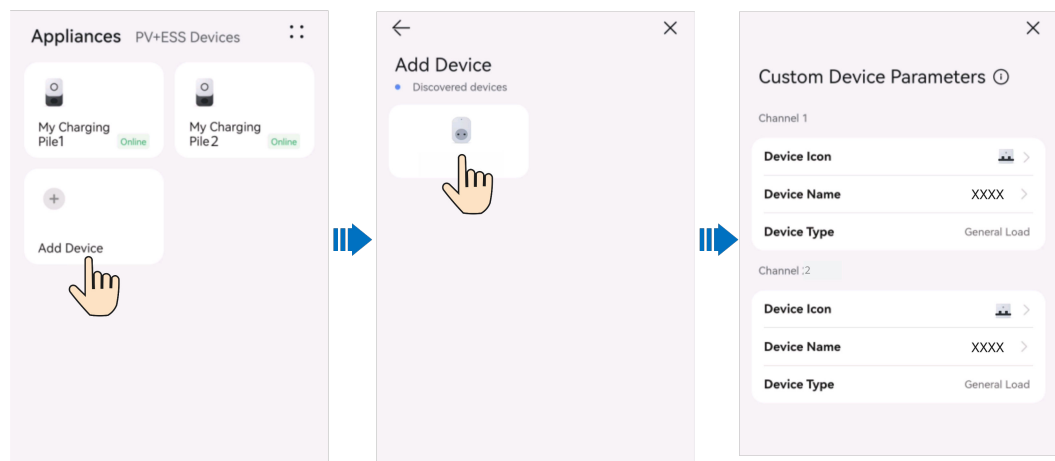 Appliances PV+ESS Devices
My Charging
Pile1 Online
My Charging
Pile 2 Online
Add Device
Add Device
Discovered devices
Custom Device Parameters
Channel 1
Device Icon
Device Name XXXX
Device Type General Load
Channel :2
Device Icon
Device Name XXXX
Device Type General Load